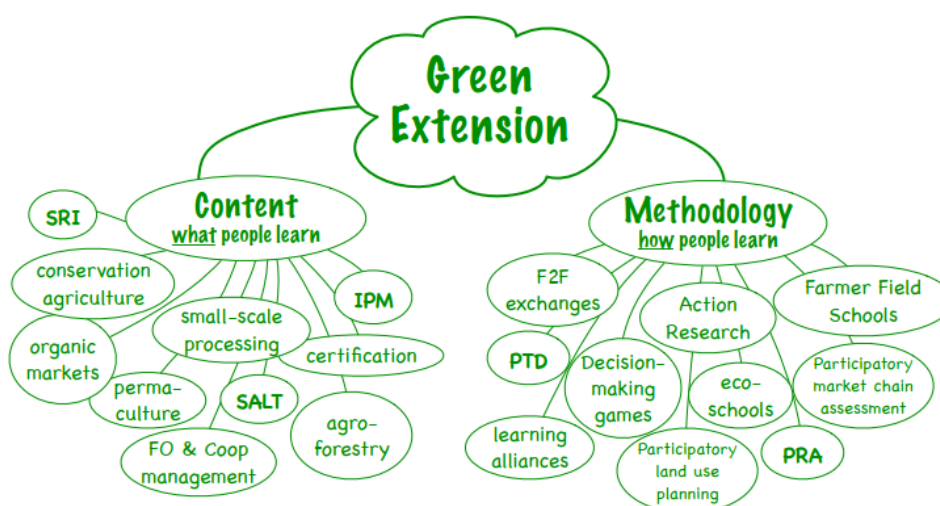 Green
Extension
Content
what people learn
SRI
conservation
agriculture
organic
markets
perma-
culture
small-scale
processing
FO & Coop
management
SALT
IPM
certification
agro-
forestry
Methodology
how people learn
F2F
exchanges
PTD
learning
alliances
Decision-
making
games
Action
Research
Participatory
land use
planning
eco-
schools
PRA
Farmer Field
Schools
Participatory
market chain
assessment